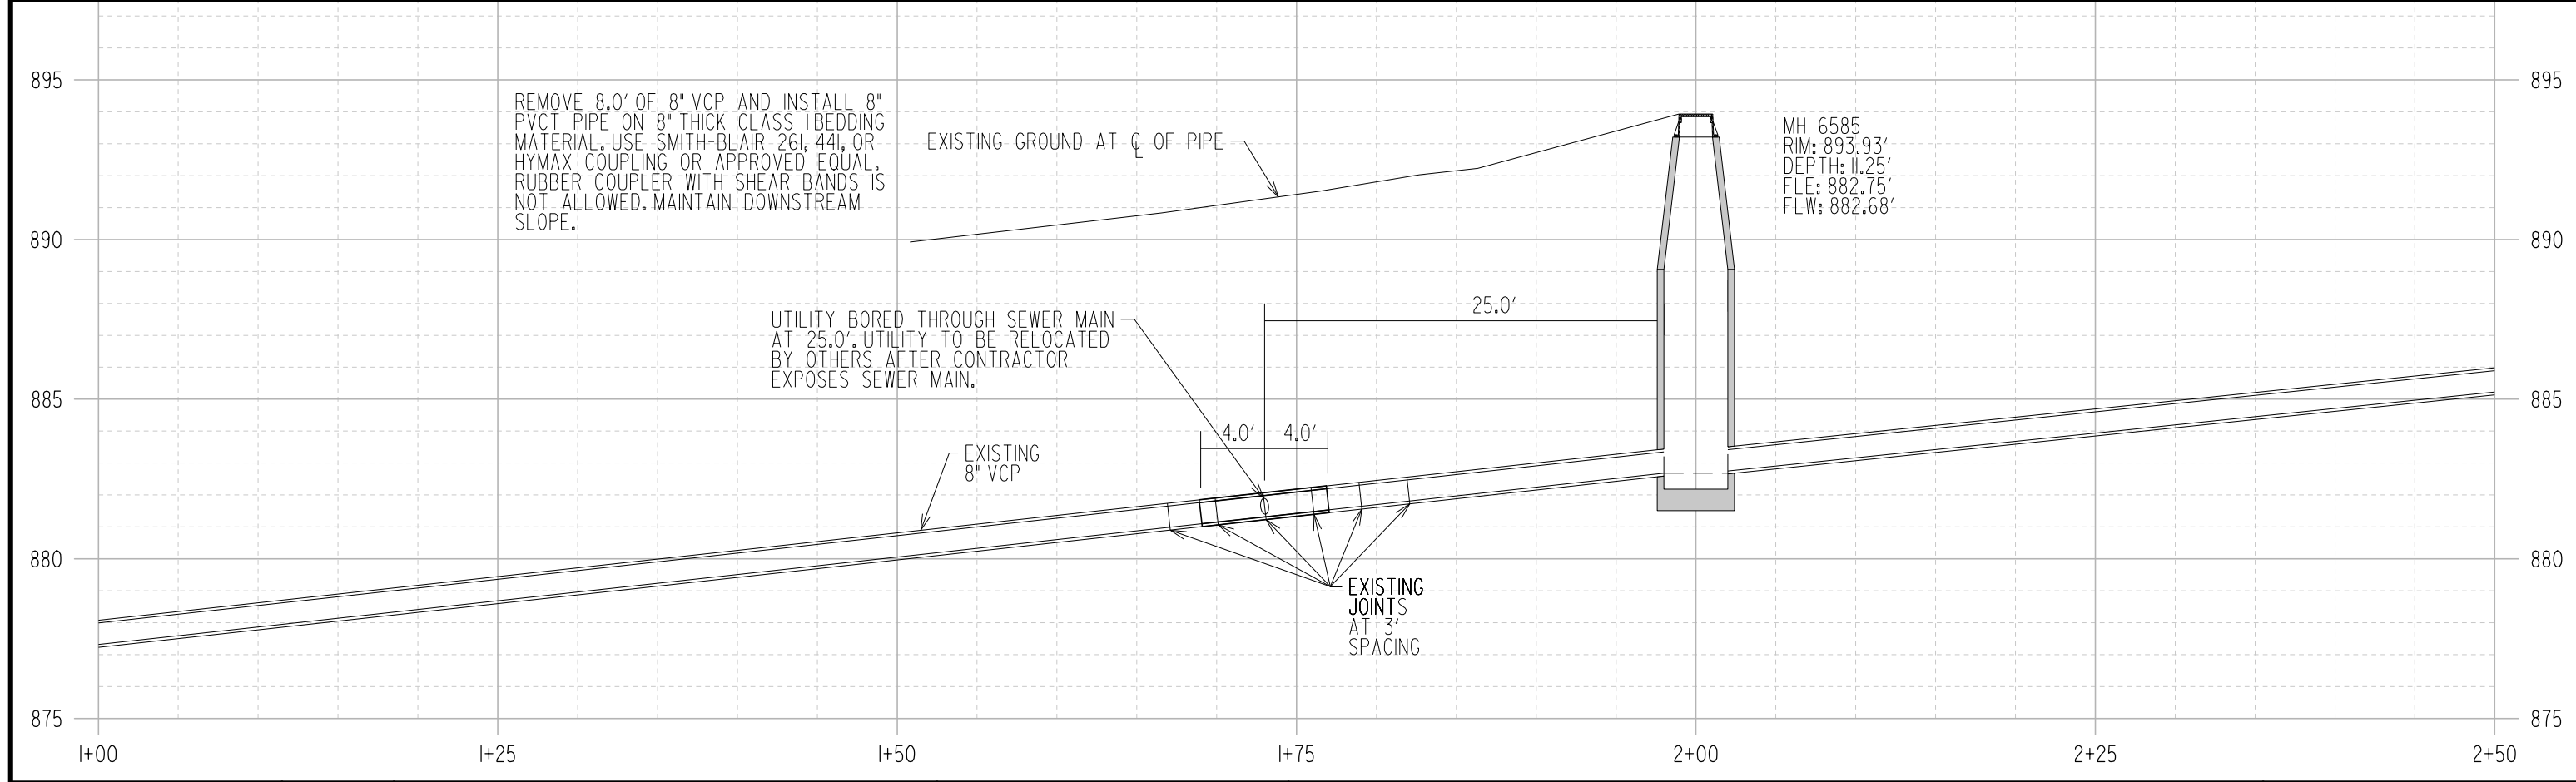 895
895
REMOVE 8.0' OF 8" VCP AND INSTALL 8"
PVCT PIPE ON 8" THICK CLASS I BEDDING
MATERIAL. USE SMITH-BLAIR 261, 441, OR
HYMAX COUPLING OR APPROVED EQUAL.
RUBBER COUPLER WITH SHEAR BANDS IS
NOT ALLOWED. MAINTAIN DOWNSTREAM
SLOPE.
EXISTING GROUND AT ℄ OF PIPE
MH 6585
RIM: 893.93'
DEPTH: 11.25'
FLE: 882.75'
FLW: 882.68'
890
890
25.0'
UTILITY BORED THROUGH SEWER MAIN
AT 25.0'. UTILITY TO BE RELOCATED
BY OTHERS AFTER CONTRACTOR
EXPOSES SEWER MAIN.
885
885
4.0' 4.0'
EXISTING
8" VCP
880
880
EXISTING
JOINTS
AT 3'
SPACING
875
875
1+00 1+25 1+50 1+75 2+00 2+25 2+50